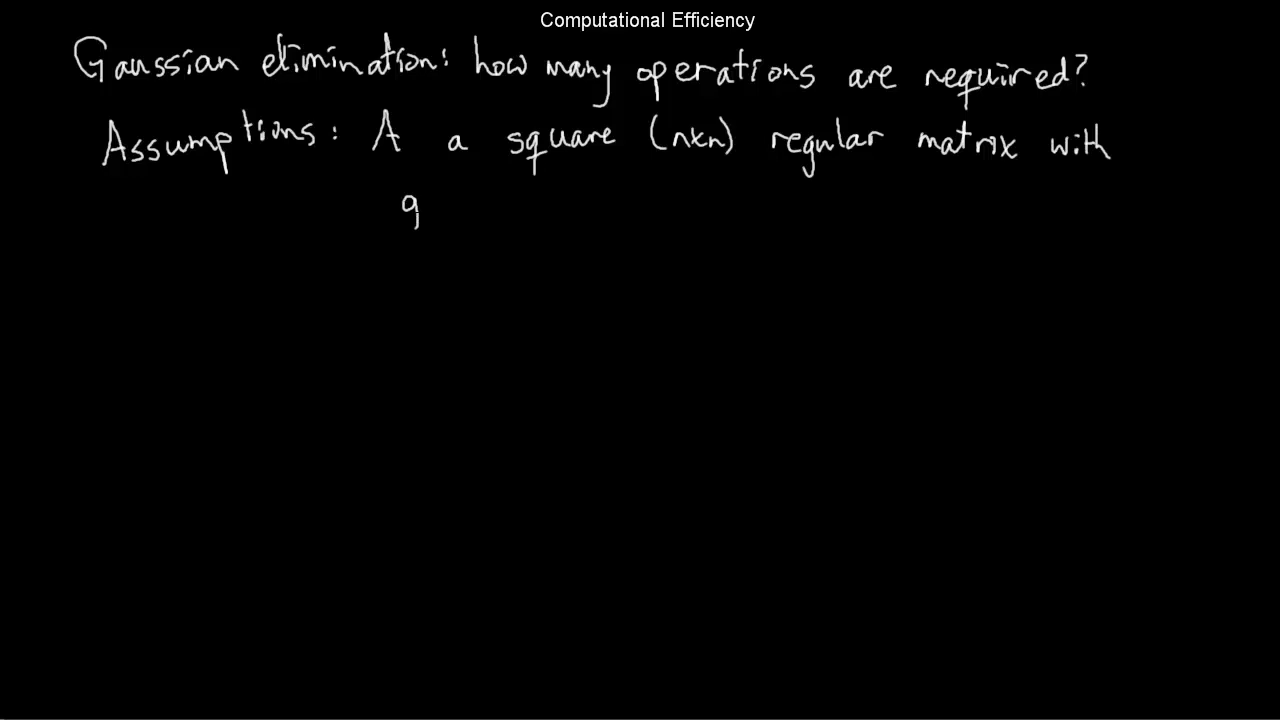 Computational Efficiency
Gaussian elimination: how many operations are required?
Assumptions: A a square (n×n) regular matrix with
g